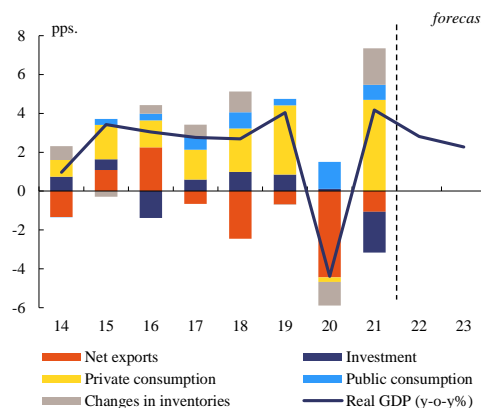 pps.
forecas
8
6
4
2
0
-2
-4
-6
14 15 16 17 18 19 20 21 22 23
Net exports Investment
Private consumption Public consumption
Changes in inventories Real GDP (y-o-y%)